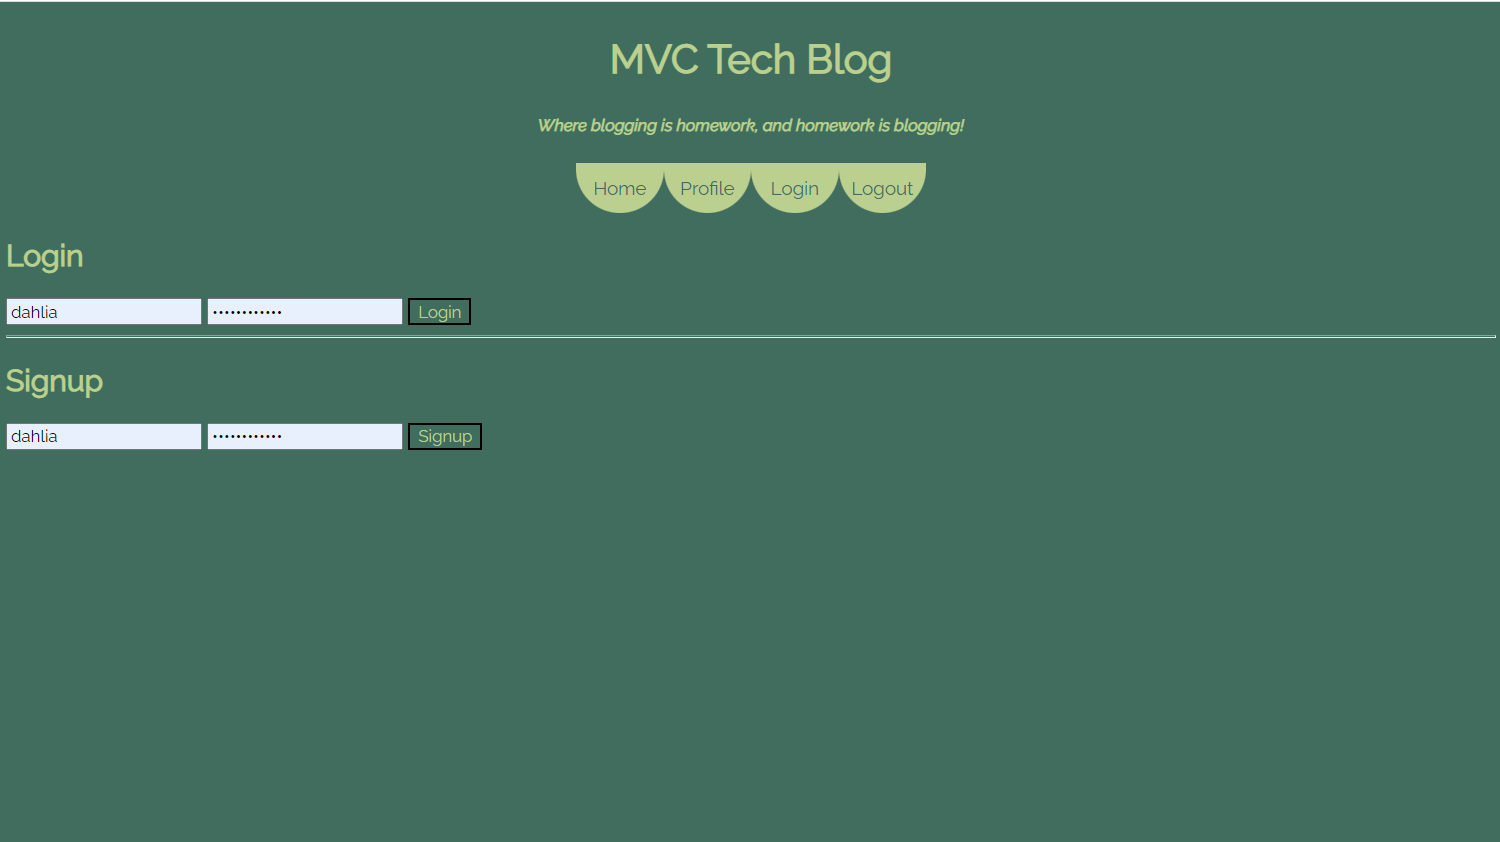 MVC Tech Blog
Where blogging is homework, and homework is blogging!
Home Profile Login Logout
Login
dahlia •••••••••••• Login
Signup
dahlia •••••••••••• Signup